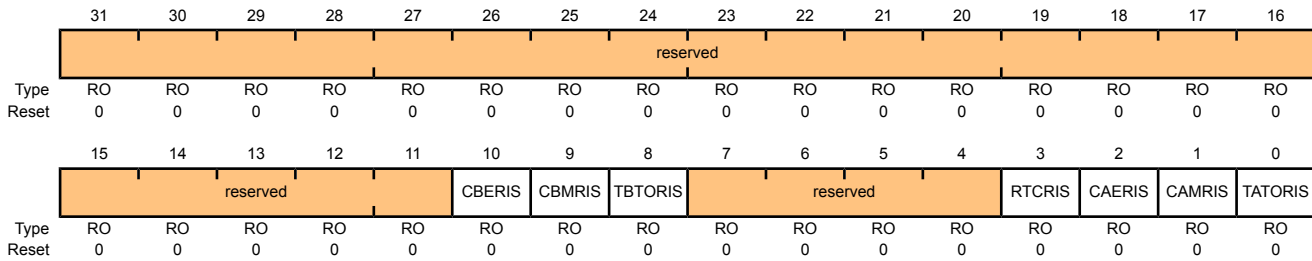 31 30 29 28 27 26 25 24 23 22 21 20 19 18 17 16
reserved
Type RO RO RO RO RO RO RO RO RO RO RO RO RO RO RO RO
Reset 0 0 0 0 0 0 0 0 0 0 0 0 0 0 0 0
15 14 13 12 11 10 9 8 7 6 5 4 3 2 1 0
reserved CBERIS CBMRIS TBTORIS reserved RTCRIS CAERIS CAMRIS TATORIS
Type RO RO RO RO RO RO RO RO RO RO RO RO RO RO RO RO
Reset 0 0 0 0 0 0 0 0 0 0 0 0 0 0 0 0